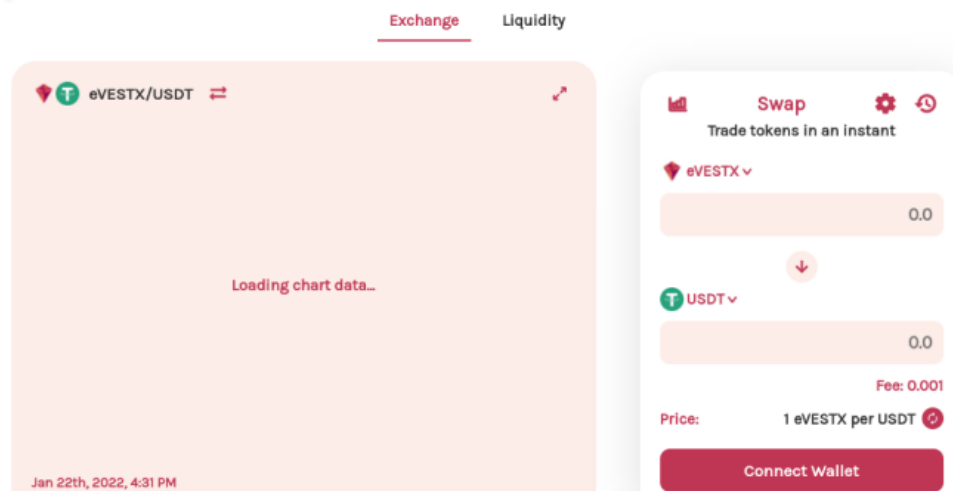 Exchange Liquidity
eVESTX/USDT
Loading chart data...
Jan 22th, 2022, 4:31 PM
Swap
Trade tokens in an instant
eVESTX
0.0
USDT
0.0
Fee: 0.001
Price: 1 eVESTX per USDT
Connect Wallet